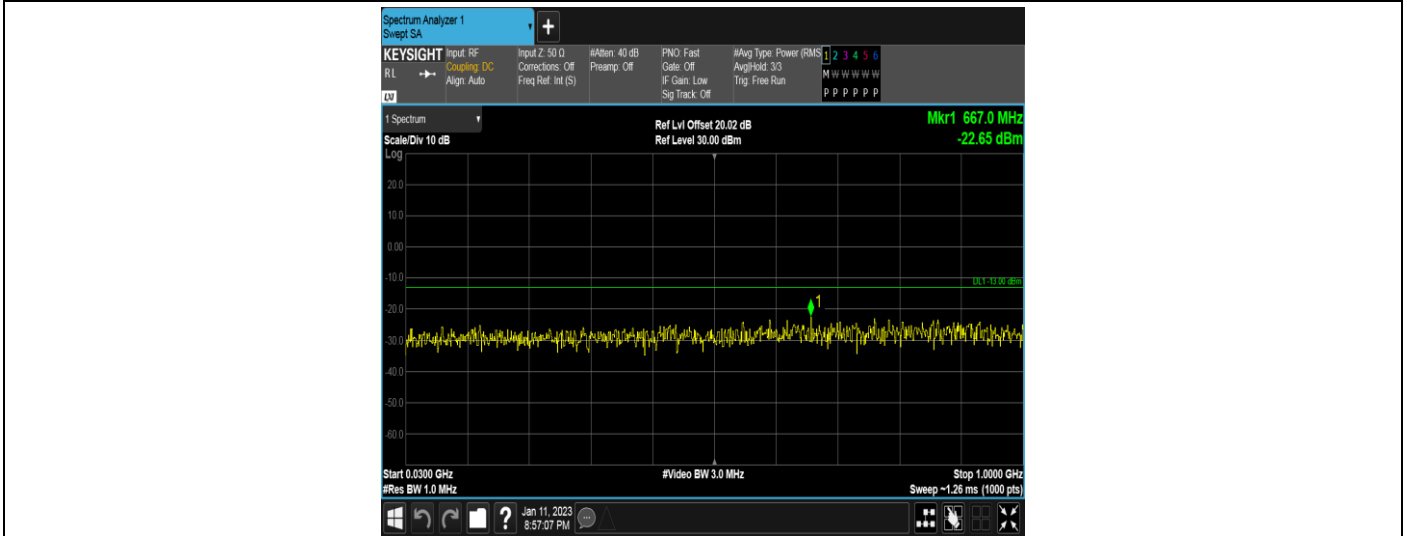 Spectrum Analyzer 1
Swept SA
+
KEYSIGHT Input: RF Input Z: 50 Ω #Atten: 40 dB PNO: Fast #Avg Type: Power (RMS 1 2 3 4 5 6
RL Coupling: DC Corrections: Off Preamp: Off Gate: Off Avg|Hold: 3/3 M W W W W W
Align: Auto Freq Ref: Int (S) IF Gain: Low Trig: Free Run
LXI Sig Track: Off P P P P P P
1 Spectrum
Scale/Div 10 dB
Ref Lvl Offset 20.02 dB
Ref Level 30.00 dBm
Mkr1 667.0 MHz
-22.65 dBm
Log
20.0
10.0
0.00
-10.0
DL1 -13.00 dBm
1
-20.0
-30.0
-40.0
-50.0
-60.0
Start 0.0300 GHz #Video BW 3.0 MHz Stop 1.0000 GHz
#Res BW 1.0 MHz Sweep ~1.26 ms (1000 pts)
? Jan 11, 2023
8:57:07 PM